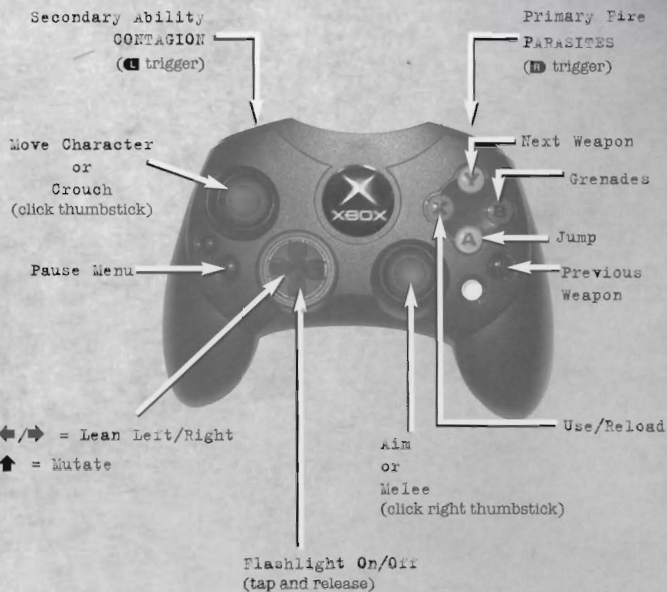 Secondary Ability
CONTAGION
(L trigger)
Primary Fire
PARASITES
(R trigger)
Move Character
or
Crouch
(click thumbstick)
Next Weapon
Grenades
XBOX
Y
B
X
A
Jump
Pause Menu
Previous
Weapon
←/→ = Lean Left/Right
↑ = Mutate
Use/Reload
Aim
or
Melee
(click right thumbstick)
Flashlight On/Off
(tap and release)